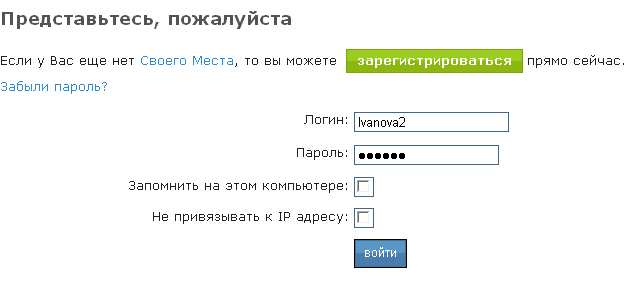 Представьтесь, пожалуйста
Если у Вас еще нет Своего Места, то вы можете зарегистрироваться прямо сейчас.
Забыли пароль?
Логин: Ivanova2
Пароль: ●●●●●●
Запомнить на этом компьютере:
Не привязывать к IP адресу:
войти